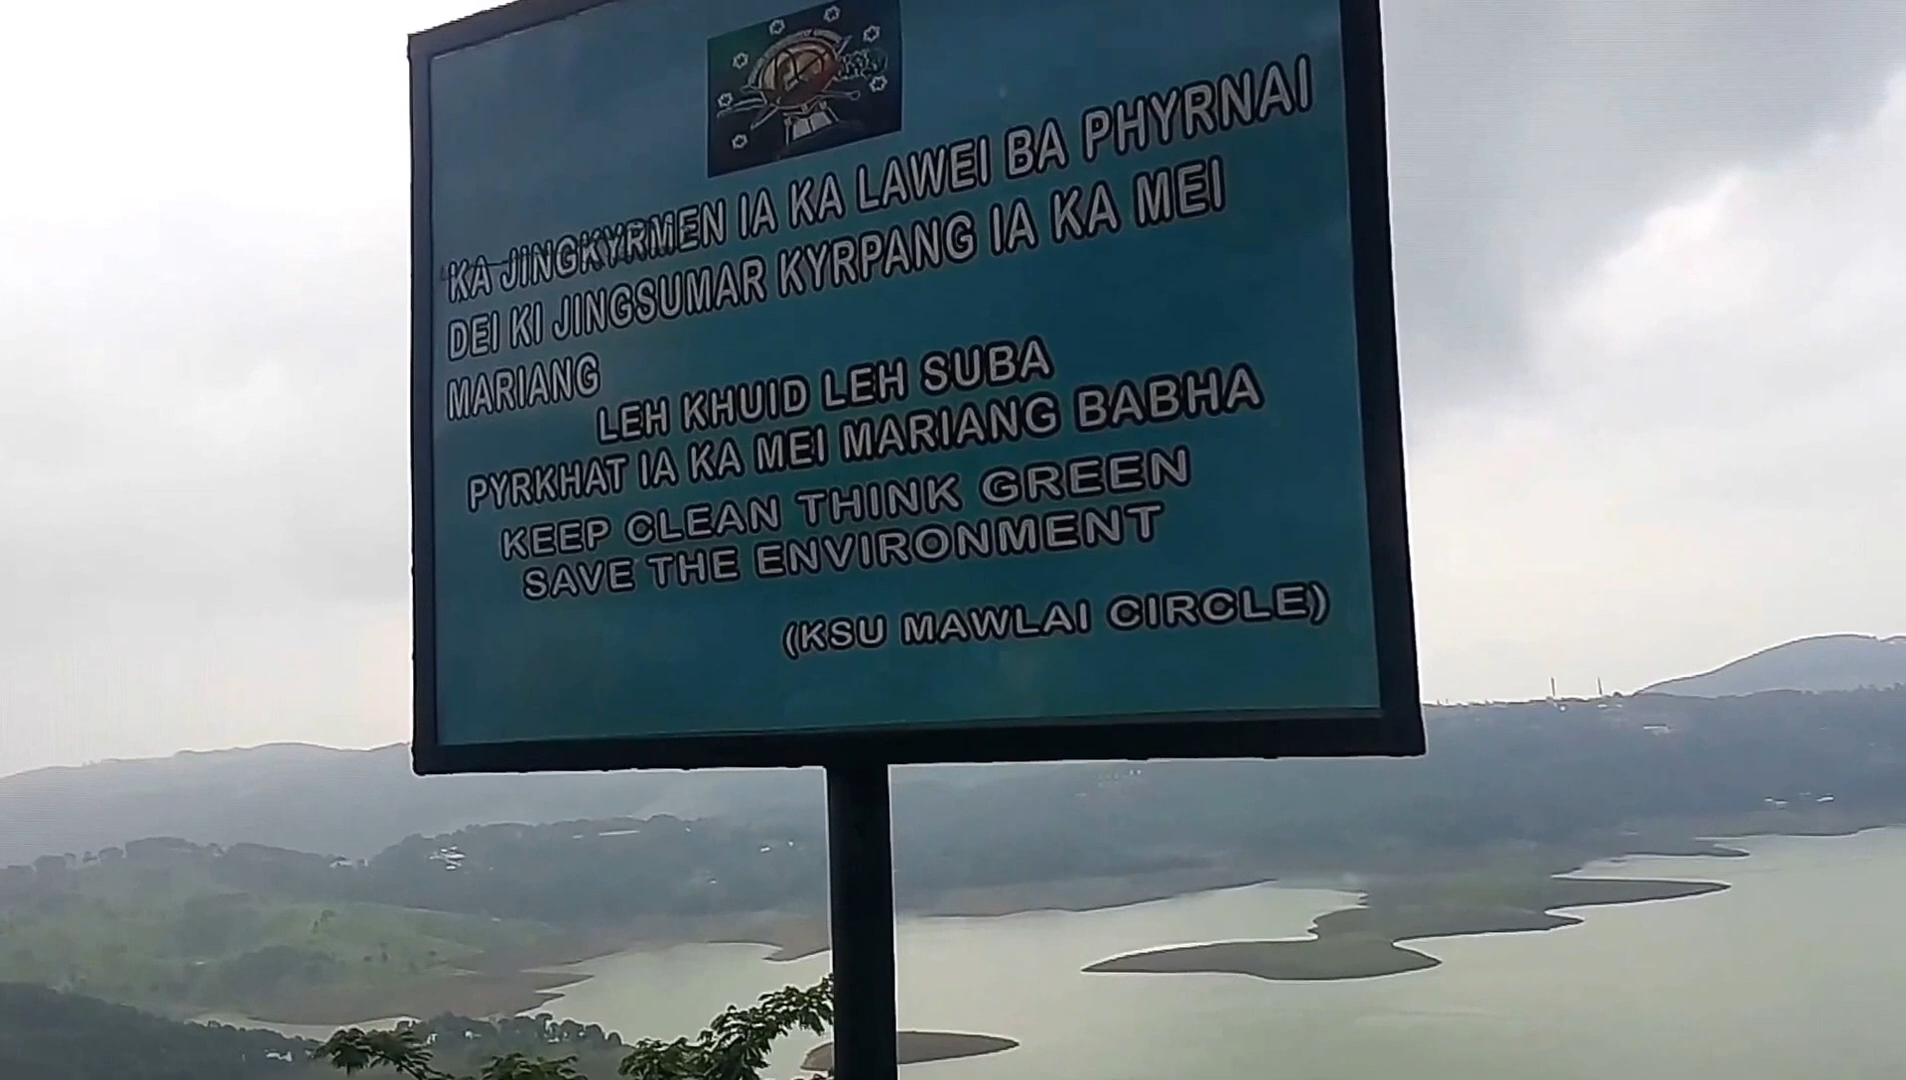 KA JINGKYRMEN IA KA LAWEI BA PHYRNAI
DEI KI JINGSUMAR KYRPANG IA KA MEI
MARIANG
LEH KHUID LEH SUBA
PYRKHAT IA KA MEI MARIANG BABHA
KEEP CLEAN THINK GREEN
SAVE THE ENVIRONMENT
(KSU MAWLAI CIRCLE)